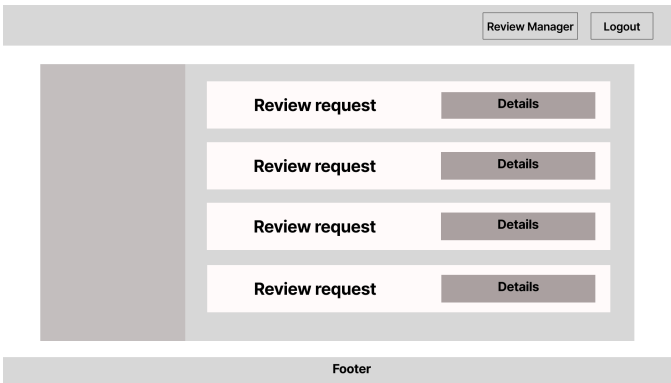 Review Manager
Logout
Review request
Details
Review request
Details
Review request
Details
Review request
Details
Footer